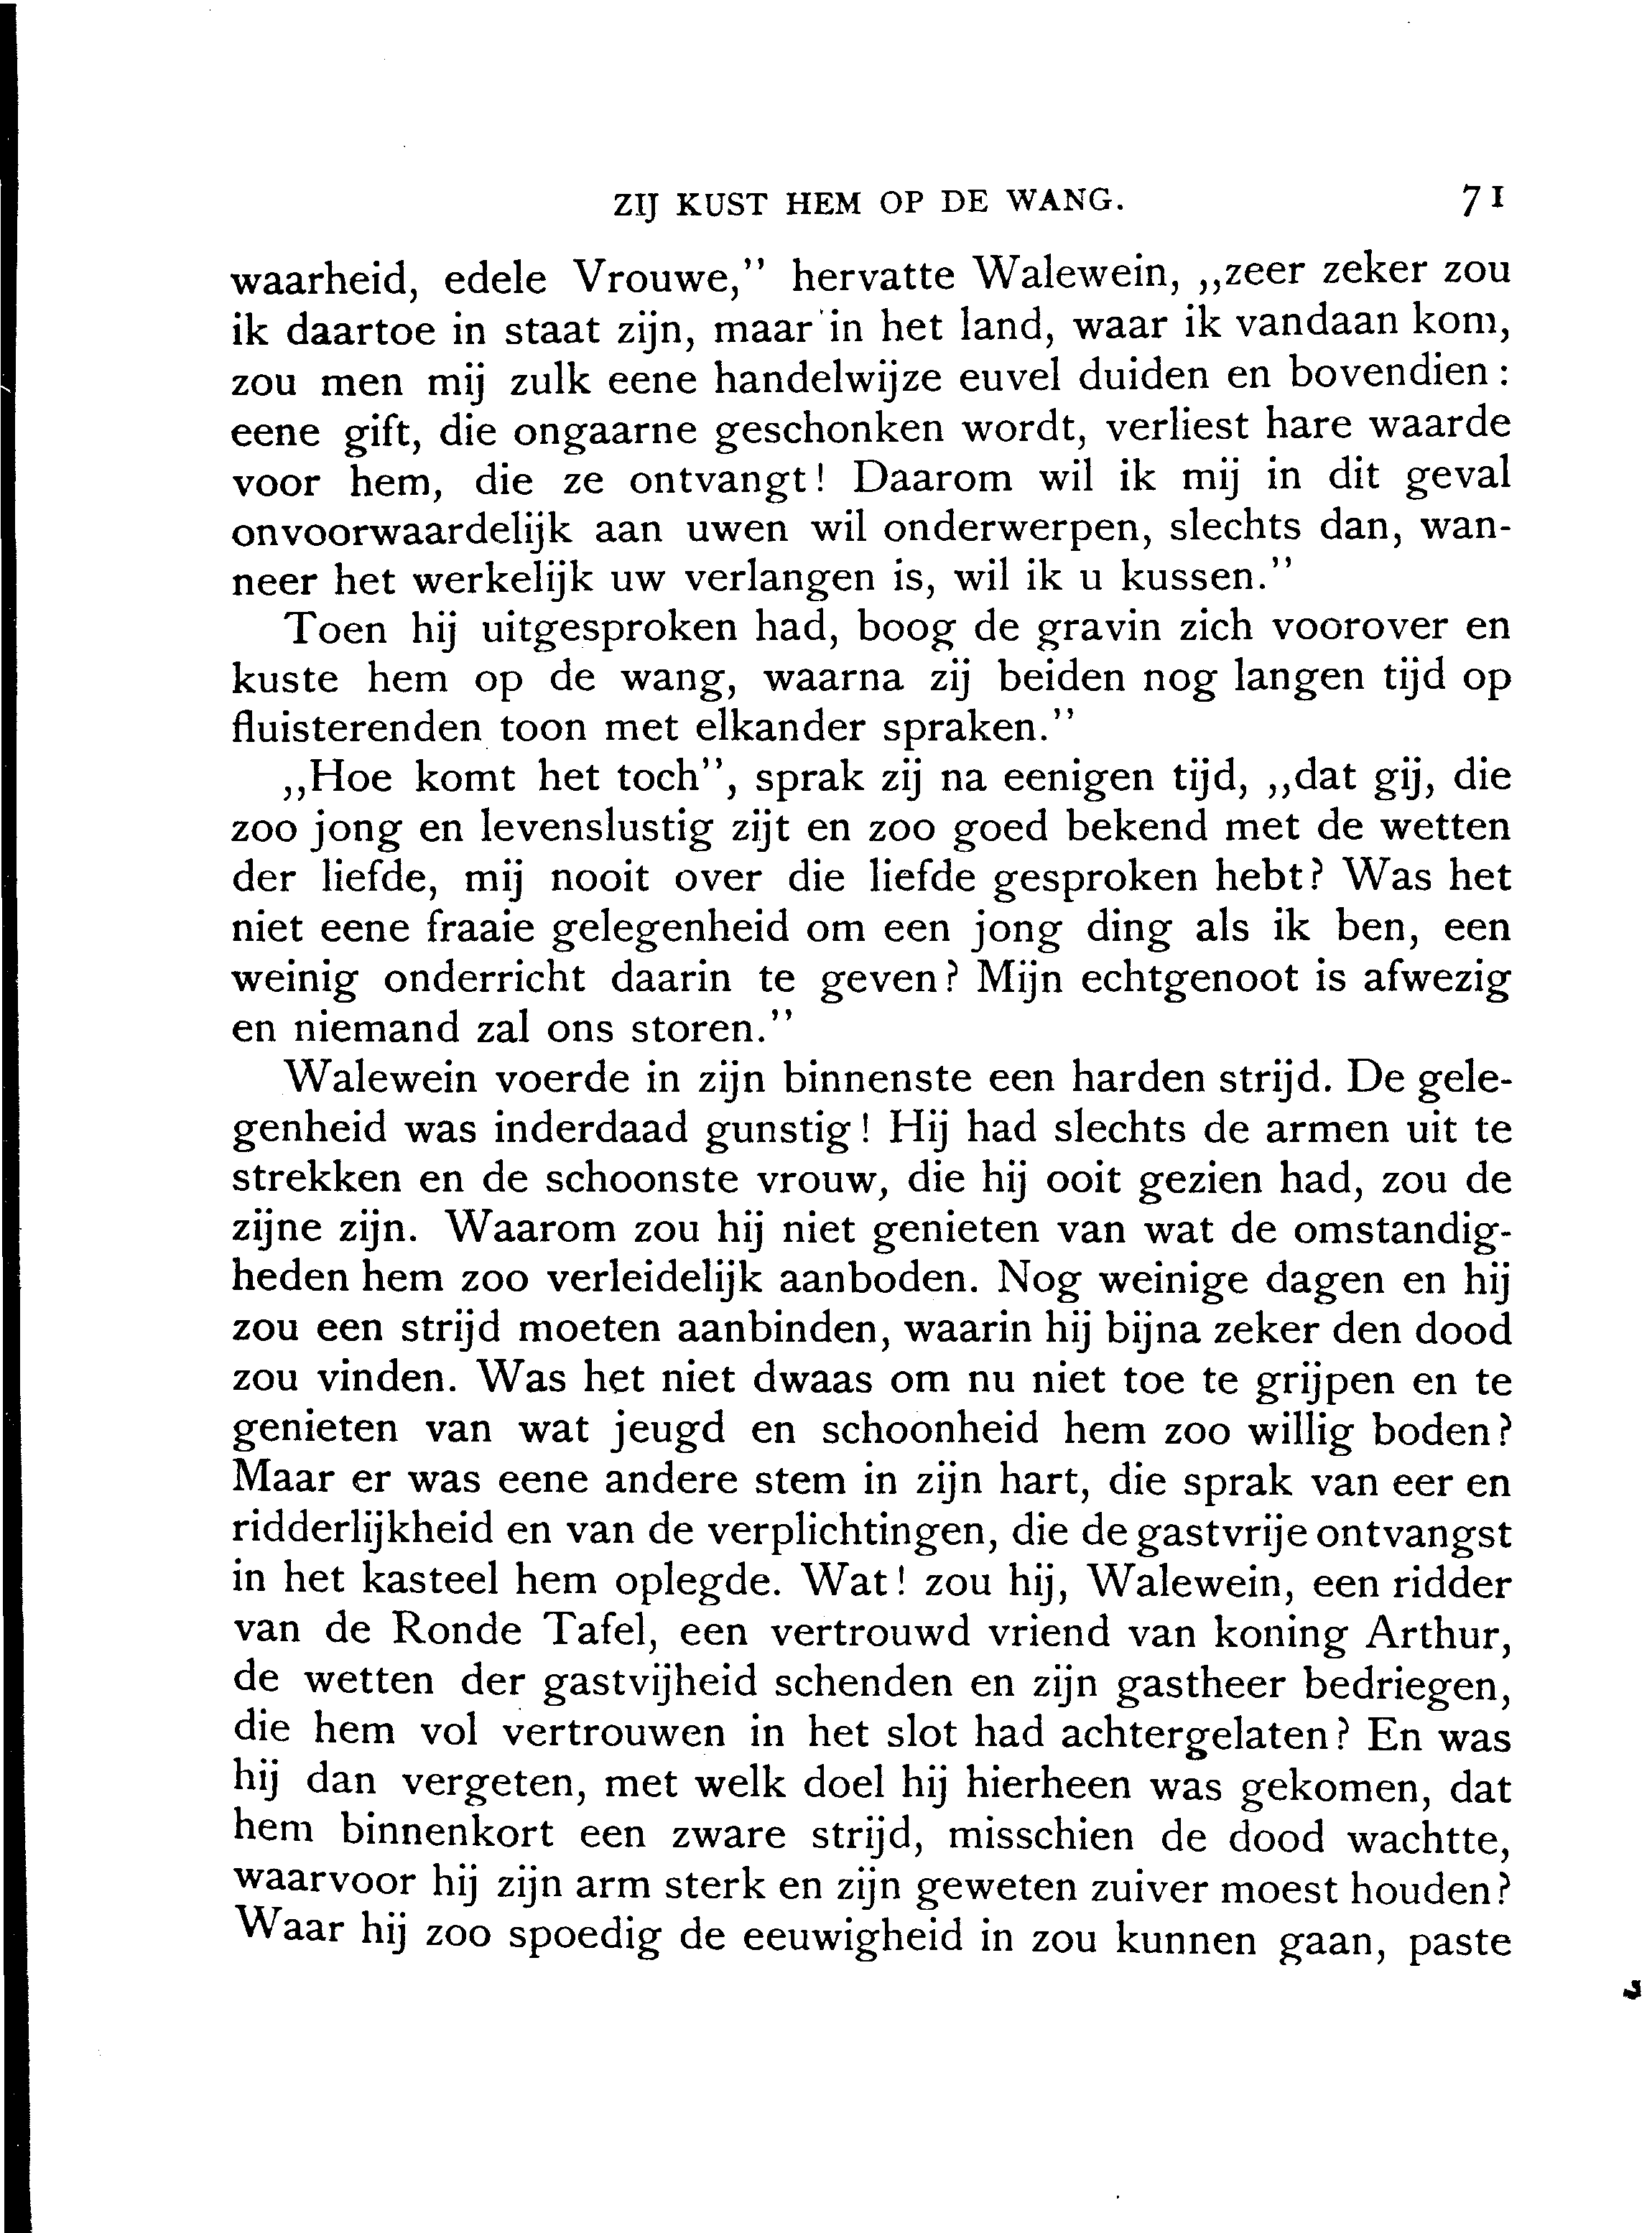 ZIJ KUST HEM OP DE WANG. 71
waarheid, edele Vrouwe,” hervatte Walewein, „zeer zeker zou
ik daartoe in staat zijn, maar in het land, waar ik vandaan kom,
zou men mij zulk eene handelwijze euvel duiden en bovendien:
eene gift, die ongaarne geschonken wordt, verliest hare waarde
voor hem, die ze ontvangt! Daarom wil ik mij in dit geval
onvoorwaardelijk aan uwen wil onderwerpen, slechts dan, wan-
neer het werkelijk uw verlangen is, wil ik u kussen.”
Toen hij uitgesproken had, boog de gravin zich voorover en
kuste hem op de wang, waarna zij beiden nog langen tijd op
fluisterenden toon met elkander spraken.”
„Hoe komt het toch”, sprak zij na eenigen tijd, „dat gij, die
zoo jong en levenslustig zijt en zoo goed bekend met de wetten
der liefde, mij nooit over die liefde gesproken hebt? Was het
niet eene fraaie gelegenheid om een jong ding als ik ben, een
weinig onderricht daarin te geven? Mijn echtgenoot is afwezig
en niemand zal ons storen.”
Walewein voerde in zijn binnenste een harden strijd. De gele-
genheid was inderdaad gunstig! Hij had slechts de armen uit te
strekken en de schoonste vrouw, die hij ooit gezien had, zou de
zijne zijn. Waarom zou hij niet genieten van wat de omstandig-
heden hem zoo verleidelijk aanboden. Nog weinige dagen en hij
zou een strijd moeten aanbinden, waarin hij bijna zeker den dood
zou vinden. Was het niet dwaas om nu niet toe te grijpen en te
genieten van wat jeugd en schoonheid hem zoo willig boden?
Maar er was eene andere stem in zijn hart, die sprak van eer en
ridderlijkheid en van de verplichtingen, die de gastvrije ontvangst
in het kasteel hem oplegde. Wat! zou hij, Walewein, een ridder
van de Ronde Tafel, een vertrouwd vriend van koning Arthur,
de wetten der gastvijheid schenden en zijn gastheer bedriegen,
die hem vol vertrouwen in het slot had achtergelaten? En was
hij dan vergeten, met welk doel hij hierheen was gekomen, dat
hem binnenkort een zware strijd, misschien de dood wachtte,
waarvoor hij zijn arm sterk en zijn geweten zuiver moest houden?
Waar hij zoo spoedig de eeuwigheid in zou kunnen gaan, paste